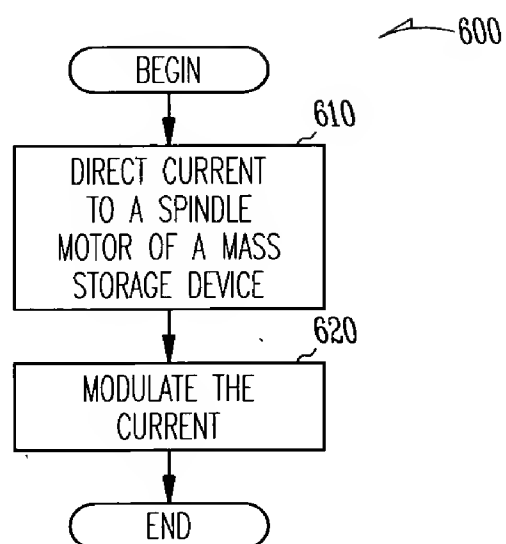 600
BEGIN
610
DIRECT CURRENT
TO A SPINDLE
MOTOR OF A MASS
STORAGE DEVICE
620
MODULATE THE
CURRENT
END